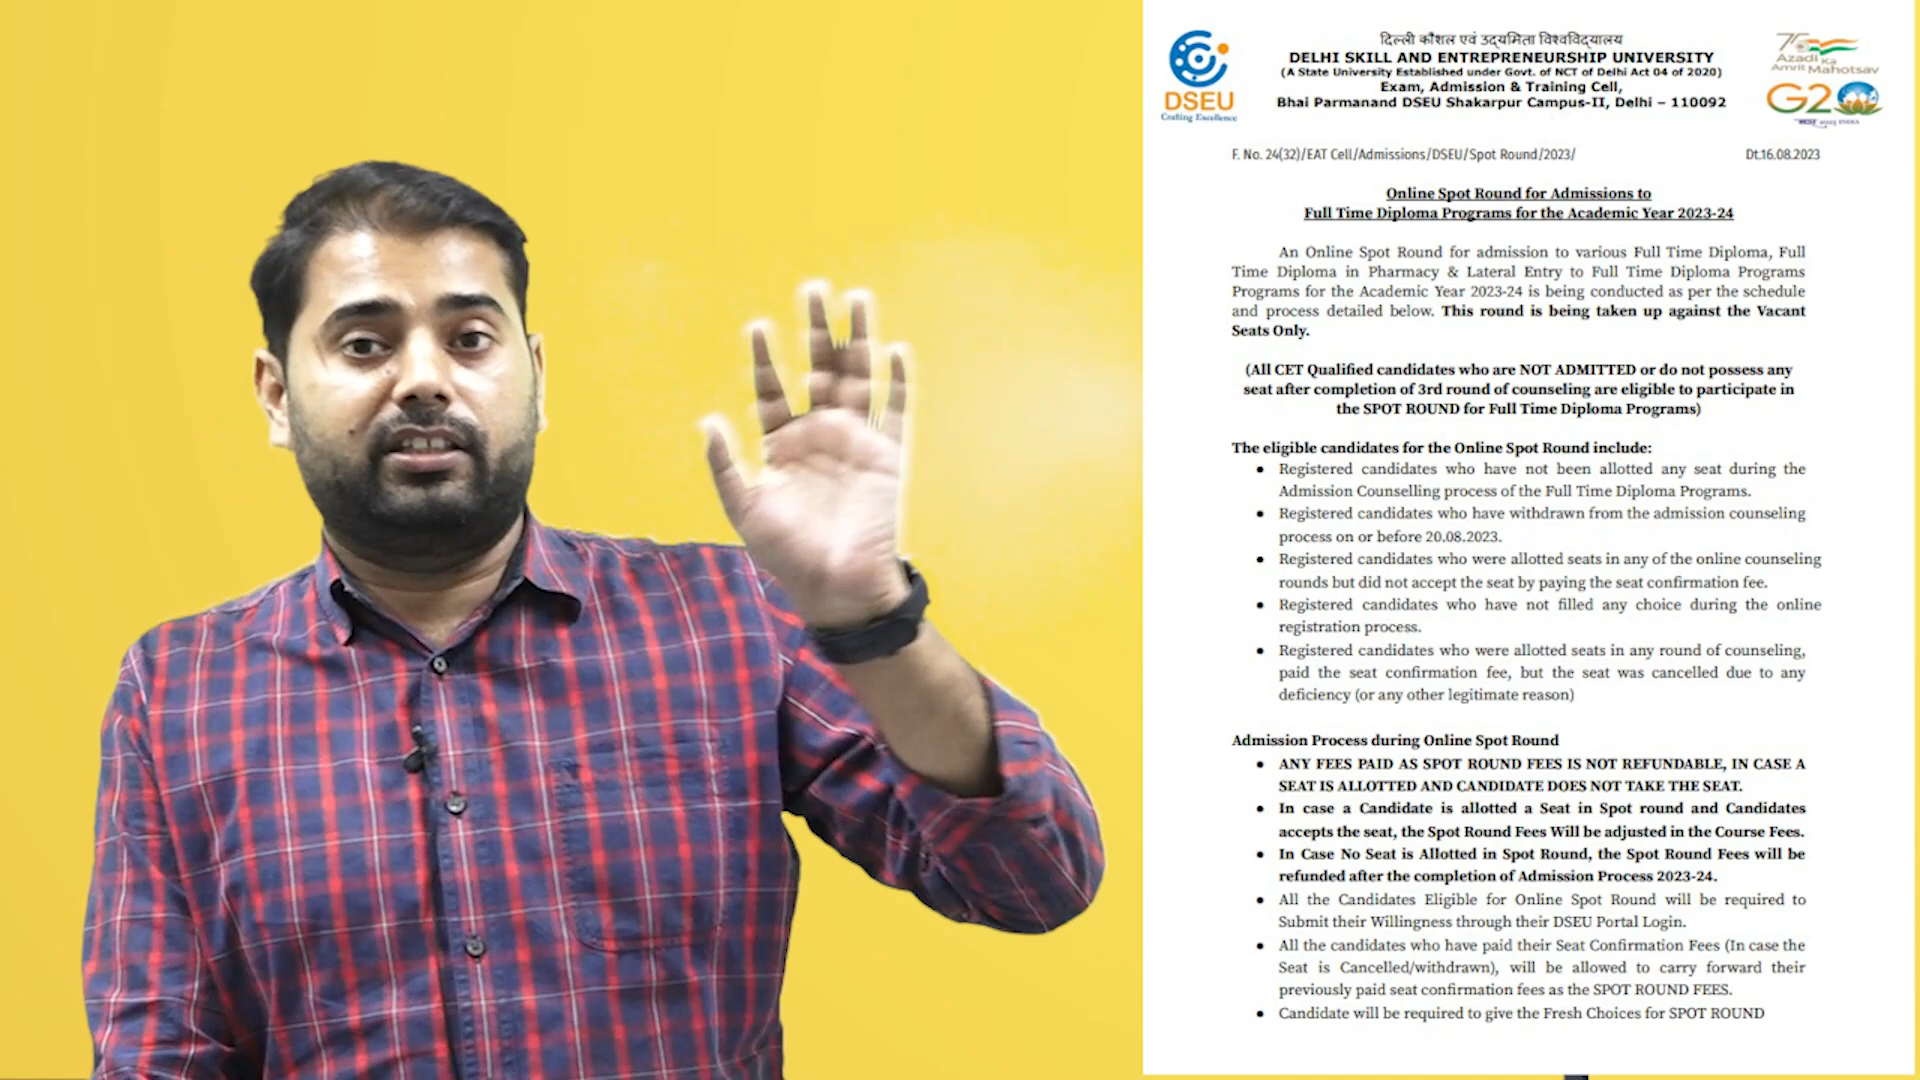 दिल्ली कौशल एवं उद्यमिता विश्वविद्यालय
DELHI SKILL AND ENTREPRENEURSHIP UNIVERSITY
(A State University Established under Govt. of NCT of Delhi Act 04 of 2020)
Exam, Admission & Training Cell,
Bhai Parmanand DSEU Shakarpur Campus-II, Delhi – 110092
DSEU
Crafting Excellence
75
Azadi Ka
Amrit Mahotsav
G20
F. No. 24(32)/EAT Cell/Admissions/DSEU/Spot Round/2023/ Dt.16.08.2023
Online Spot Round for Admissions to
Full Time Diploma Programs for the Academic Year 2023-24
An Online Spot Round for admission to various Full Time Diploma, Full
Time Diploma in Pharmacy & Lateral Entry to Full Time Diploma Programs
Programs for the Academic Year 2023-24 is being conducted as per the schedule
and process detailed below. This round is being taken up against the Vacant
Seats Only.
(All CET Qualified candidates who are NOT ADMITTED or do not possess any
seat after completion of 3rd round of counseling are eligible to participate in
the SPOT ROUND for Full Time Diploma Programs)
The eligible candidates for the Online Spot Round include:
• Registered candidates who have not been allotted any seat during the
Admission Counselling process of the Full Time Diploma Programs.
• Registered candidates who have withdrawn from the admission counseling
process on or before 20.08.2023.
• Registered candidates who were allotted seats in any of the online counseling
rounds but did not accept the seat by paying the seat confirmation fee.
• Registered candidates who have not filled any choice during the online
registration process.
• Registered candidates who were allotted seats in any round of counseling,
paid the seat confirmation fee, but the seat was cancelled due to any
deficiency (or any other legitimate reason)
Admission Process during Online Spot Round
• ANY FEES PAID AS SPOT ROUND FEES IS NOT REFUNDABLE, IN CASE A
SEAT IS ALLOTTED AND CANDIDATE DOES NOT TAKE THE SEAT.
• In case a Candidate is allotted a Seat in Spot round and Candidates
accepts the seat, the Spot Round Fees Will be adjusted in the Course Fees.
• In Case No Seat is Allotted in Spot Round, the Spot Round Fees will be
refunded after the completion of Admission Process 2023-24.
• All the Candidates Eligible for Online Spot Round will be required to
Submit their Willingness through their DSEU Portal Login.
• All the candidates who have paid their Seat Confirmation Fees (In case the
Seat is Cancelled/withdrawn), will be allowed to carry forward their
previously paid seat confirmation fees as the SPOT ROUND FEES.
• Candidate will be required to give the Fresh Choices for SPOT ROUND